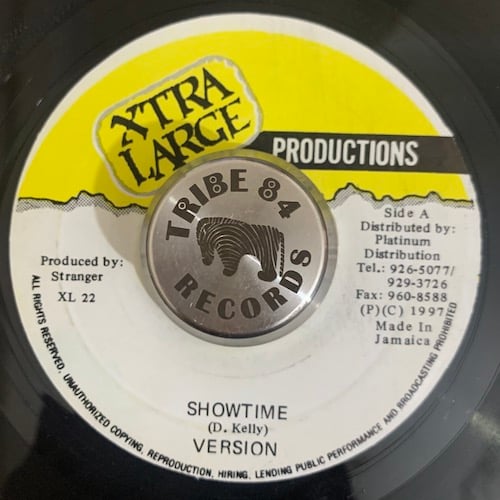 XTRA
LARGE
PRODUCTIONS
TRIBE 84
RECORDS
Produced by:
Stranger
XL 22
Side A
Distributed by:
Platinum
Distribution
Tel.: 926-5077/
929-3726
Fax: 960-8588
(P)(C) 1997
Made In
Jamaica
SHOWTIME
(D. Kelly)
VERSION
ALL RIGHTS RESERVED, UNAUTHORIZED COPYING, REPRODUCTION, HIRING, LENDING PUBLIC PERFORMANCE AND BROADCASTING PROHIBITED